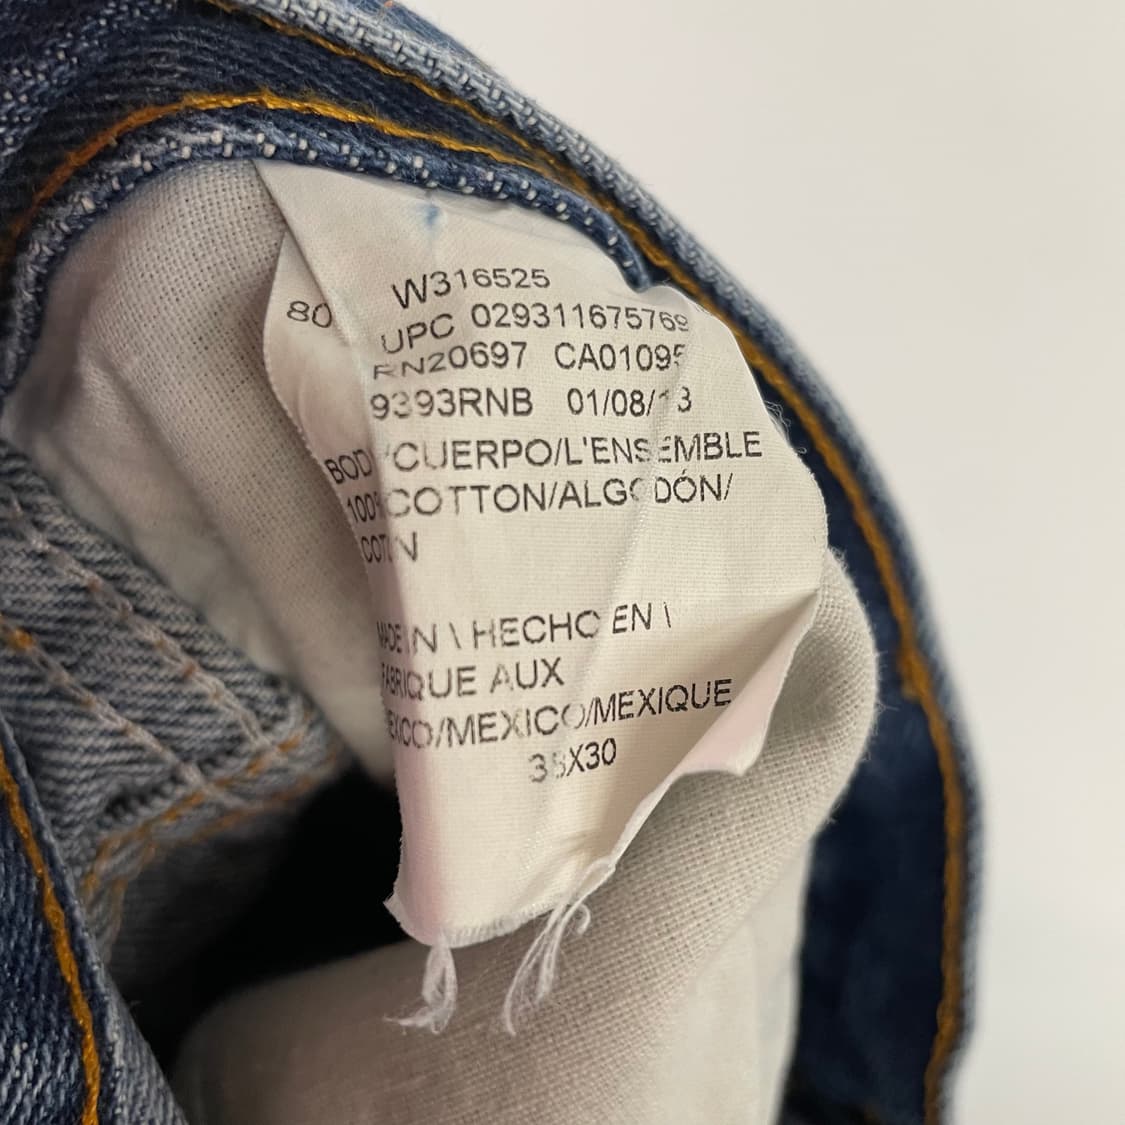 80 W316525
UPC 029311675769
RN20697 CA01095
9393RNB 01/08/13
BODY/CUERPO/L'ENSEMBLE
100% COTTON/ALGODÓN/
COTON
MADE IN \ HECHO EN \
FABRIQUE AUX
MEXICO/MEXICO/MEXIQUE